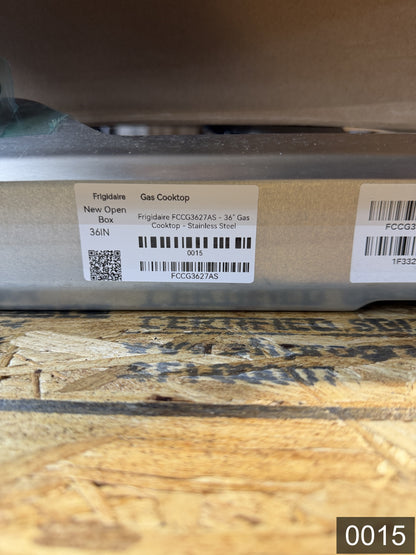 Frigidaire Gas Cooktop
New Open Box
36IN
Frigidaire FCCG3627AS - 36" Gas
Cooktop - Stainless Steel
0015
FCCG3627AS
FCCG3
1F332
0015